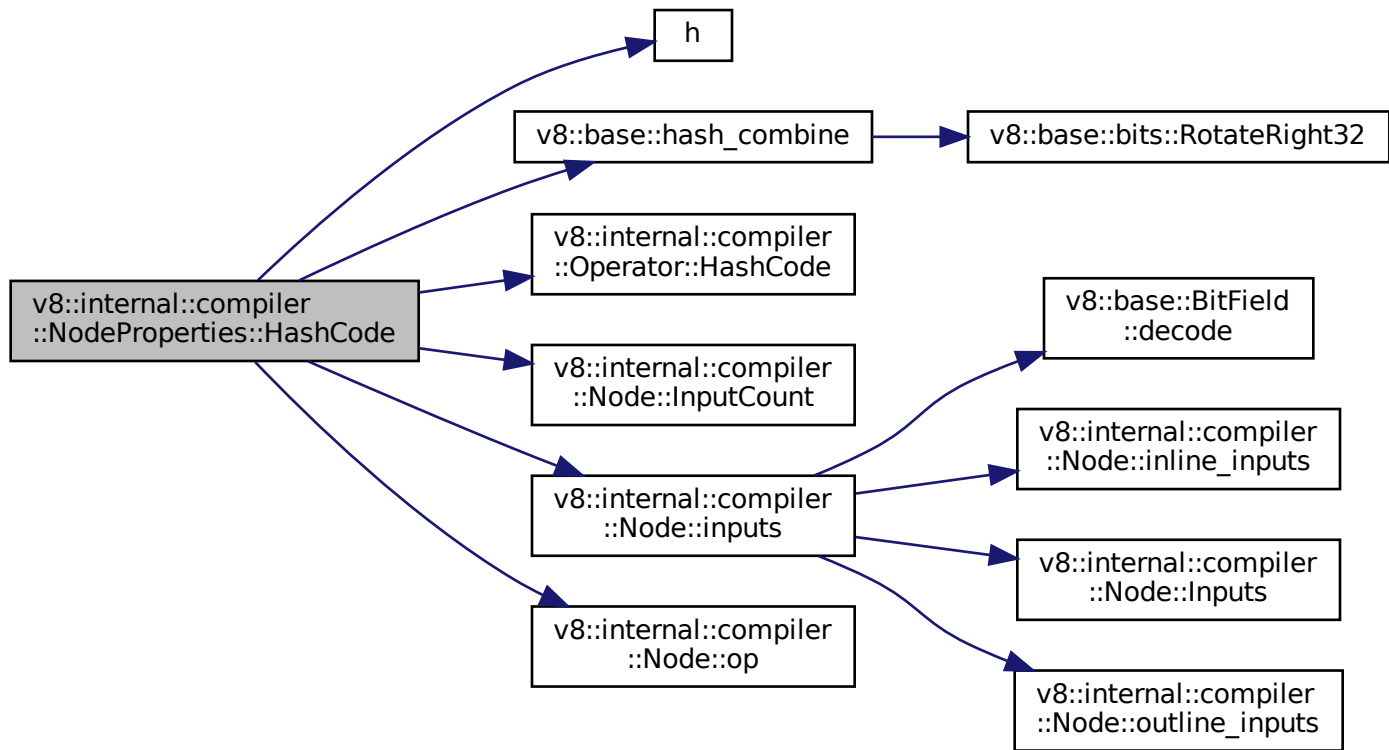 h
v8::base::hash_combine
v8::base::bits::RotateRight32
v8::internal::compiler
::Operator::HashCode
v8::internal::compiler
::NodeProperties::HashCode
v8::base::BitField
::decode
v8::internal::compiler
::Node::InputCount
v8::internal::compiler
::Node::inline_inputs
v8::internal::compiler
::Node::inputs
v8::internal::compiler
::Node::Inputs
v8::internal::compiler
::Node::op
v8::internal::compiler
::Node::outline_inputs